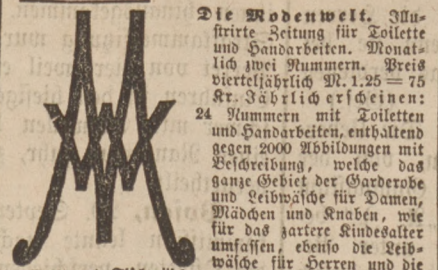 Die Modenwelt. Illu-
strirte Zeitung für Toilette
und Handarbeiten. Monat-
lich zwei Nummern. Preis
vierteljährlich M. 1.25 = 75
Kr. Jährlich erscheinen:
24 Nummern mit Toiletten
und Handarbeiten, enthaltend
gegen 2000 Abbildungen mit
Beschreibung, welche das
ganze Gebiet der Garderobe
und Leibwäsche für Damen,
Mädchen und Knaben, wie
für das zartere Kindesalter
umfassen, ebenso die Leib-
wäsche für Herren und die